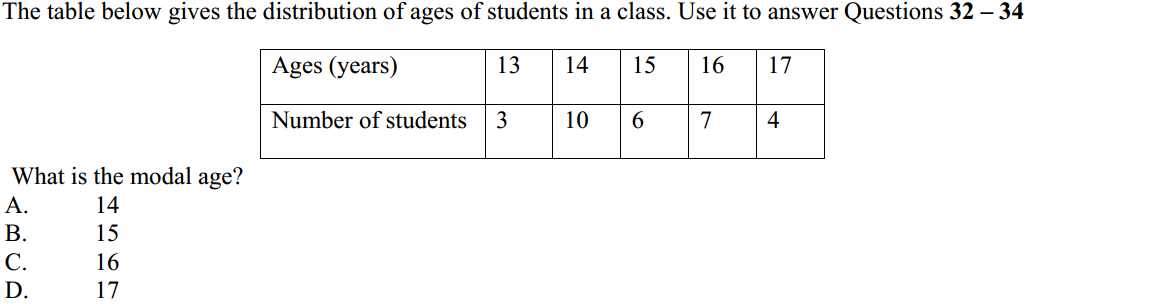 The table below gives the distribution of ages of students in a class. Use it to answer Questions 32 – 34
Ages (years) 13 14 15 16 17
Number of students 3 10 6 7 4
What is the modal age?
A. 14
B. 15
C. 16
D. 17